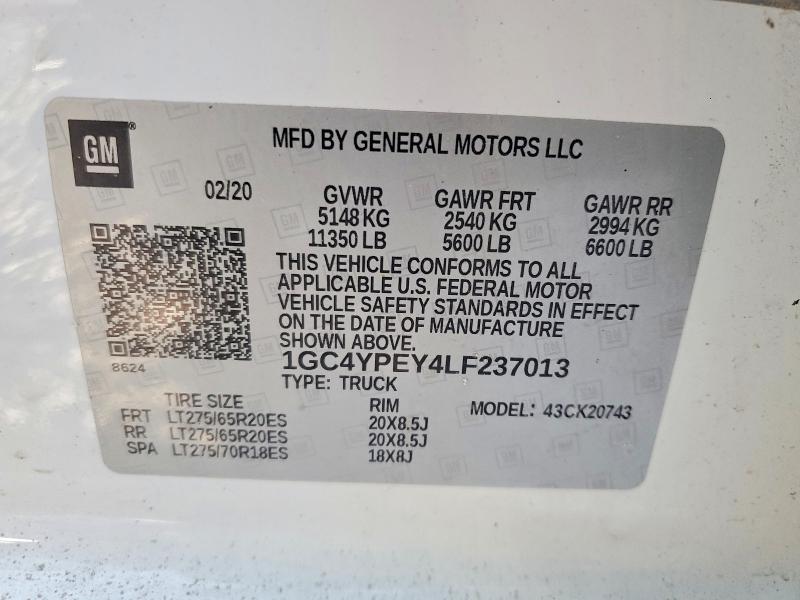 GM
MFD BY GENERAL MOTORS LLC
02/20 GVWR GAWR FRT GAWR RR
5148 KG 2540 KG 2994 KG
11350 LB 5600 LB 6600 LB
THIS VEHICLE CONFORMS TO ALL
APPLICABLE U.S. FEDERAL MOTOR
VEHICLE SAFETY STANDARDS IN EFFECT
ON THE DATE OF MANUFACTURE
SHOWN ABOVE.
8624 1GC4YPEY4LF237013
TYPE: TRUCK
TIRE SIZE RIM MODEL: 43CK20743
FRT LT275/65R20ES 20X8.5J
RR LT275/65R20ES 20X8.5J
SPA LT275/70R18ES 18X8J